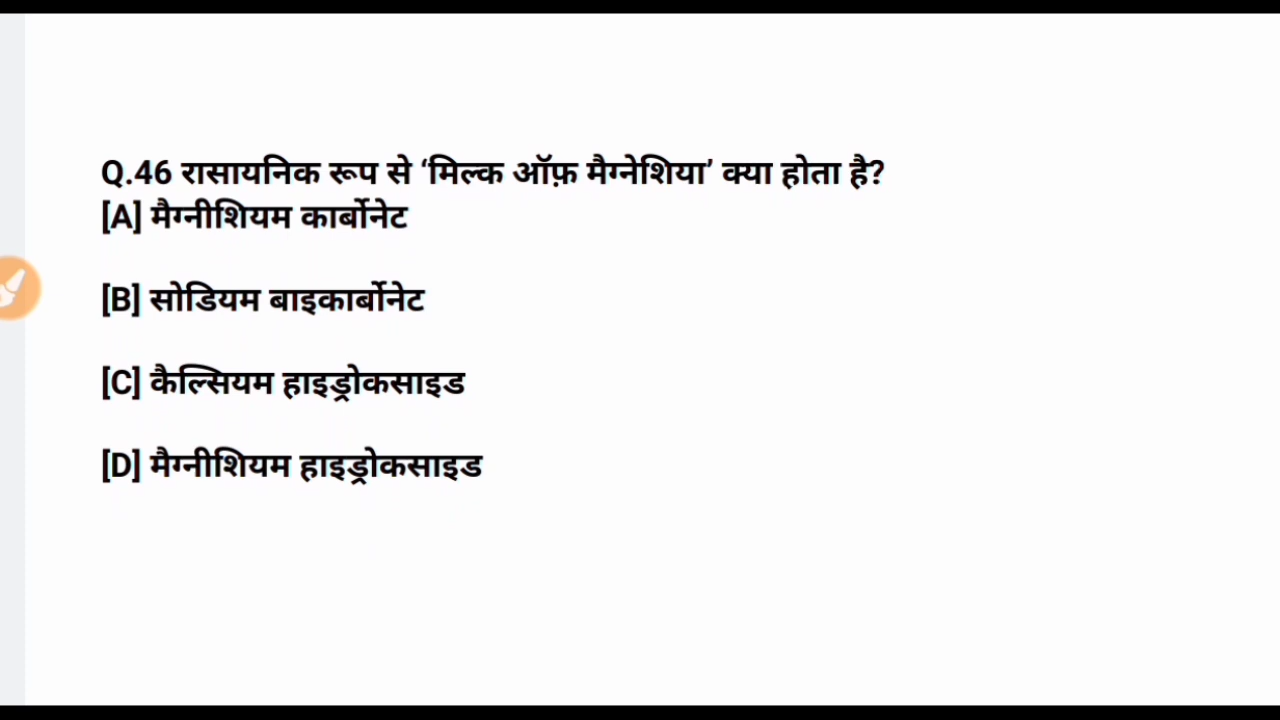 Q.46 रासायनिक रूप से ‘मिल्क ऑफ़ मैग्नेशिया’ क्या होता है?
[A] मैग्नीशियम कार्बोनेट
[B] सोडियम बाइकार्बोनेट
[C] कैल्सियम हाइड्रोकसाइड
[D] मैग्नीशियम हाइड्रोकसाइड